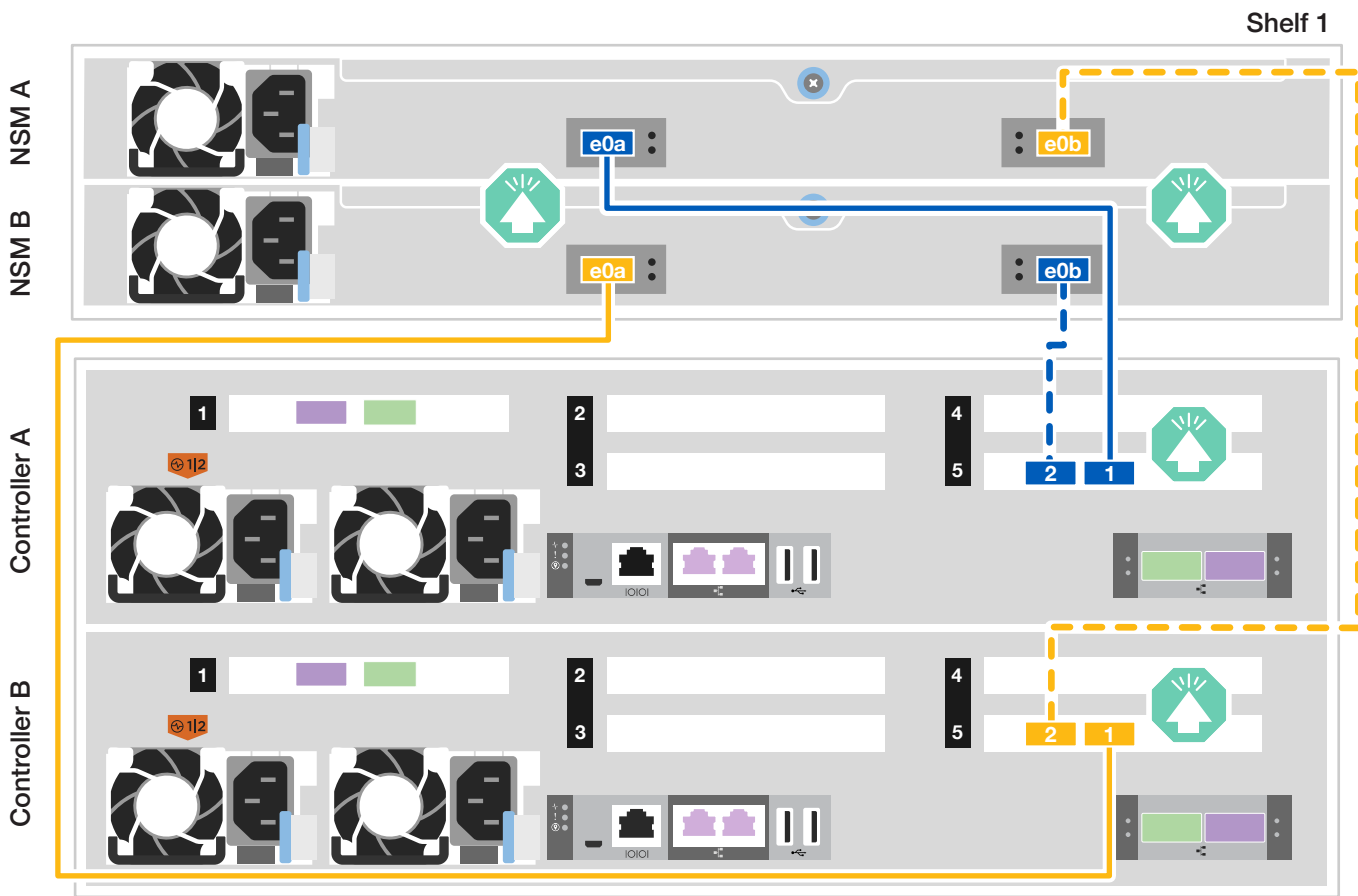 Shelf 1
NSM A
e0a
e0b
NSM B
e0a
e0b
Controller A
1
2
4
3
5
2
1
1|2
!
IOIOI
Controller B
1
2
4
3
5
2
1
1|2
!
IOIOI